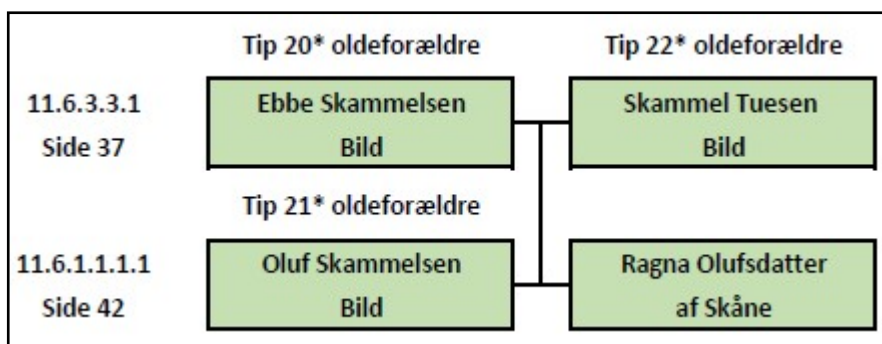 Tip 20* oldeforældre Tip 22* oldeforældre
11.6.3.3.1 Ebbe Skammelsen Skammel Tuesen
Side 37 Bild Bild
Tip 21* oldeforældre
11.6.1.1.1.1 Oluf Skammelsen Ragna Olufsdatter
Side 42 Bild af Skåne